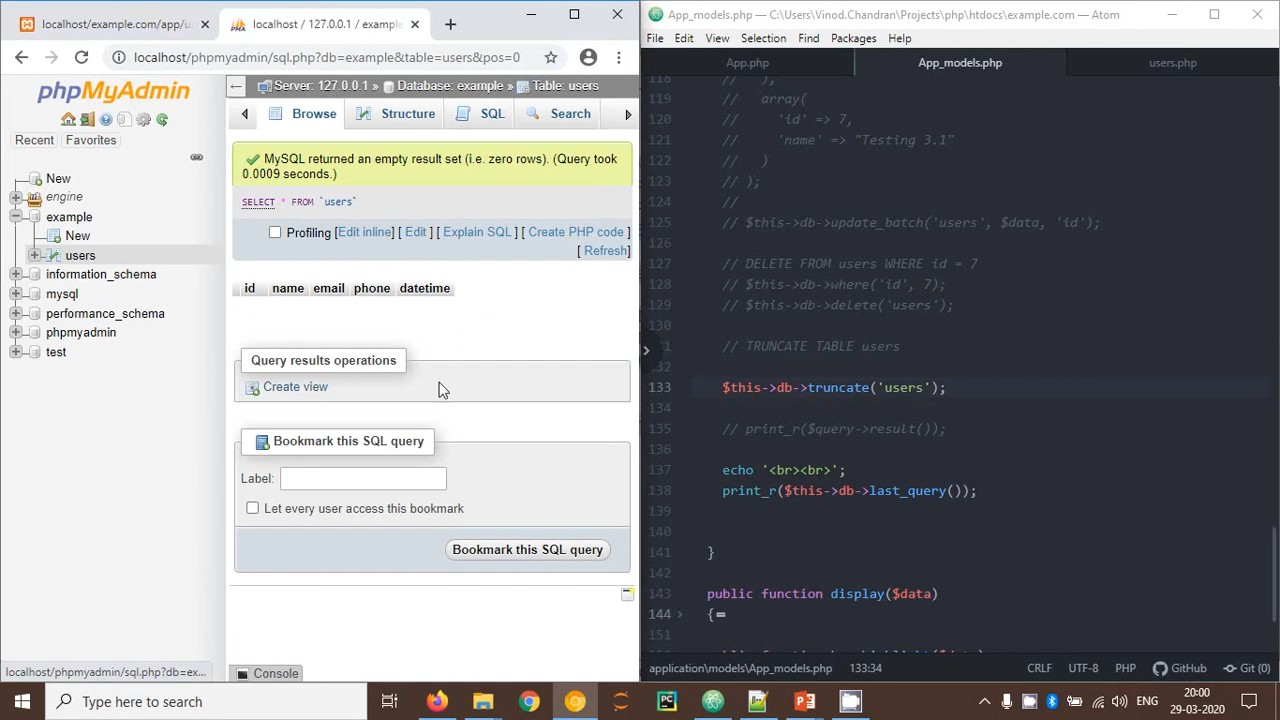 localhost/example.com/app/us
localhost / 127.0.0.1 / example
localhost/phpmyadmin/sql.php?db=example&table=users&pos=0
phpMyAdmin
Recent
Favorites
New
engine
example
New
users
information_schema
mysql
performance_schema
phpmyadmin
test
Server: 127.0.0.1 » Database: example » Table: users
Browse
Structure
SQL
Search
MySQL returned an empty result set (i.e. zero rows). (Query took
0.0009 seconds.)
SELECT * FROM `users`
Profiling [Edit inline] [ Edit ] [ Explain SQL ] [ Create PHP code ]
[ Refresh]
id name email phone datetime
Query results operations
Create view
Bookmark this SQL query
Label:
Let every user access this bookmark
Bookmark this SQL query
Console
localhost/phpmyadmin/sql.php?db=ex...
App_models.php — C:\Users\Vinod.Chandran\Projects\php\htdocs\example.com — Atom
File Edit View Selection Find Packages Help
App.php
App_models.php
users.php
118 // ),
119 // array(
120 // 'id' => 7,
121 // 'name' => "Testing 3.1"
122 // )
123 // );
124 //
125 // $this->db->update_batch('users', $data, 'id');
126
127 // DELETE FROM users WHERE id = 7
128 // $this->db->where('id', 7);
129 // $this->db->delete('users');
130
131 // TRUNCATE TABLE users
132
133 $this->db->truncate('users');
134
135 // print_r($query->result());
136
137 echo '<br><br>';
138 print_r($this->db->last_query());
139
140
141 }
142
143 public function display($data)
144 {
151
application\models\App_models.php 133:34
CRLF UTF-8 PHP GitHub Git (0)
Type here to search
PC
ENG
20:00
29-03-2020